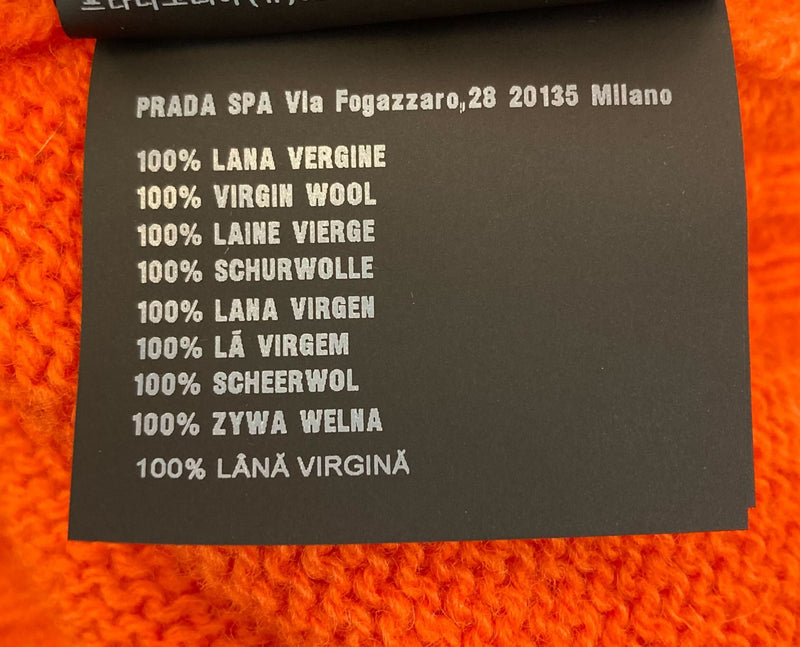 PRADA SPA Via Fogazzaro,28 20135 Milano
100% LANA VERGINE
100% VIRGIN WOOL
100% LAINE VIERGE
100% SCHURWOLLE
100% LANA VIRGEN
100% LÃ VIRGEM
100% SCHEERWOL
100% ZYWA WELNA
100% LÂNĂ VIRGINĂ